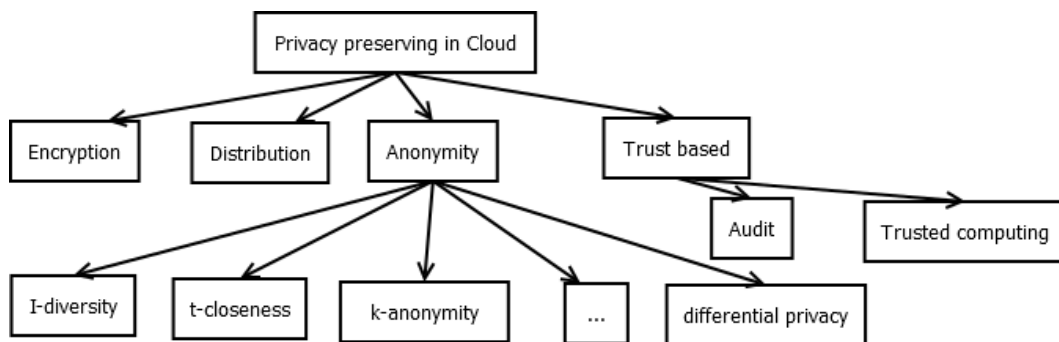 Privacy preserving in Cloud
Encryption
Distribution
Anonymity
Trust based
Audit
Trusted computing
I-diversity
t-closeness
k-anonymity
...
differential privacy